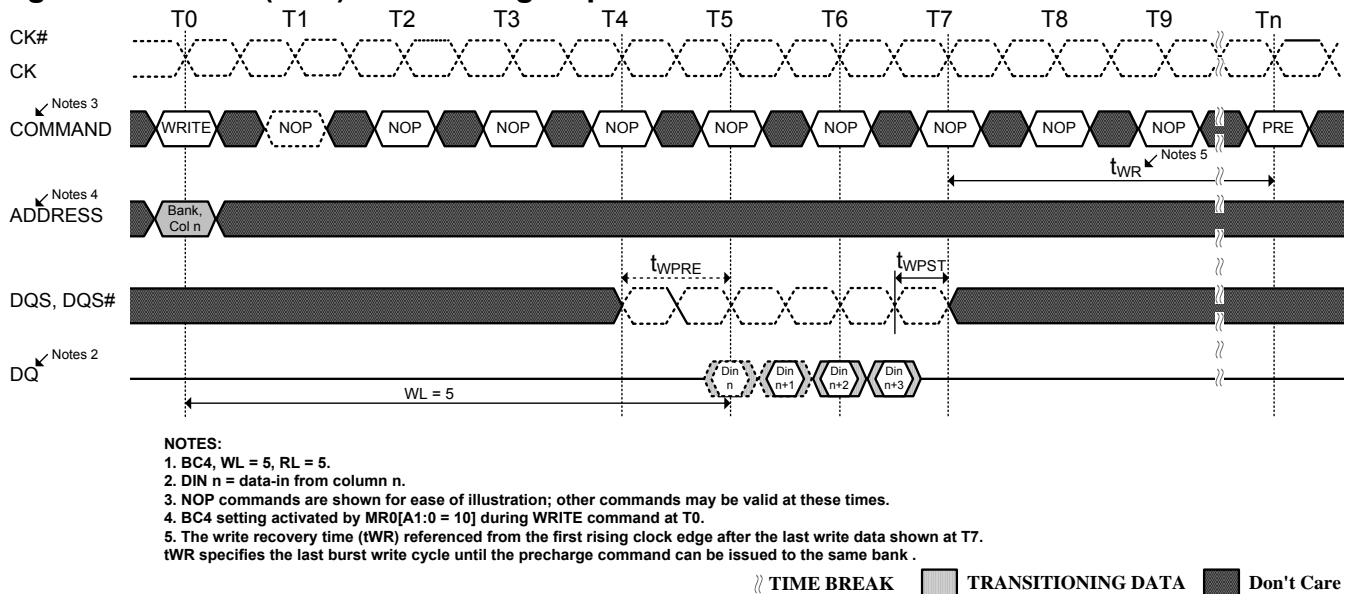 T0 T1 T2 T3 T4 T5 T6 T7 T8 T9 Tn
CK#
CK
Notes 3
COMMAND WRITE NOP NOP NOP NOP NOP NOP NOP NOP NOP PRE
tWR Notes 5
Notes 4
ADDRESS Bank, Col n
tWPRE tWPST
DQS, DQS#
Notes 2
DQ Din n Din n+1 Din n+2 Din n+3
WL = 5
NOTES:
1. BC4, WL = 5, RL = 5.
2. DIN n = data-in from column n.
3. NOP commands are shown for ease of illustration; other commands may be valid at these times.
4. BC4 setting activated by MR0[A1:0 = 10] during WRITE command at T0.
5. The write recovery time (tWR) referenced from the first rising clock edge after the last write data shown at T7.
tWR specifies the last burst write cycle until the precharge command can be issued to the same bank .
TIME BREAK TRANSITIONING DATA Don't Care